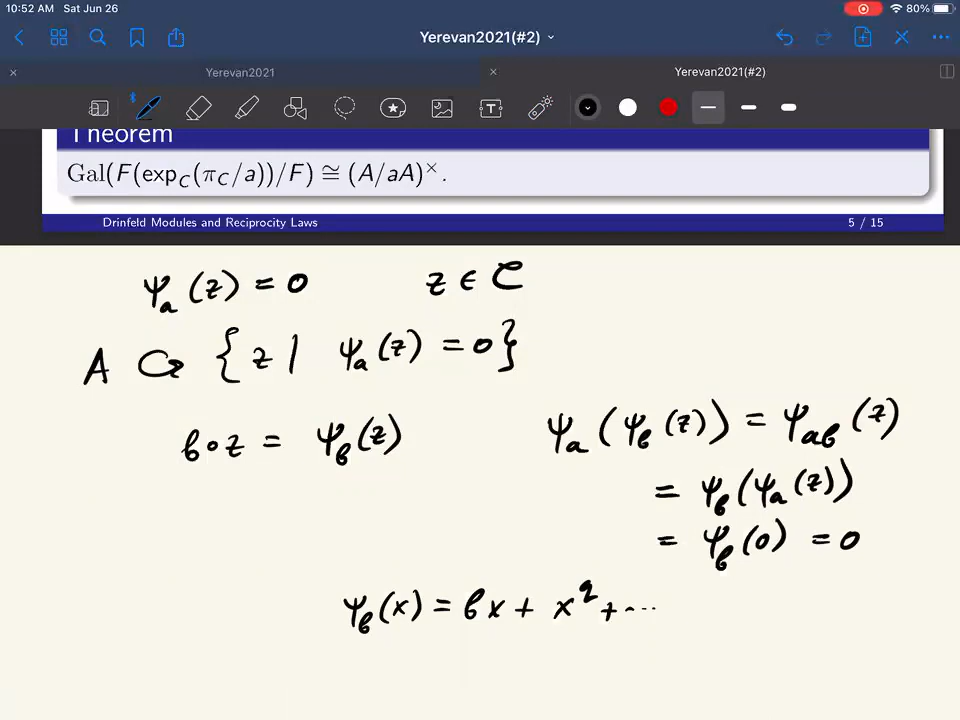 10:52 AM Sat Jun 26
80%
Yerevan2021(#2)
Yerevan2021
Yerevan2021(#2)
T
Theorem
Gal(F(exp_C(π_C/a))/F) ≅ (A/aA)^×.
Drinfeld Modules and Reciprocity Laws
5 / 15
ψ_a(z) = 0 z ∈ C
A ↪ {z | ψ_a(z) = 0}
b∘z = ψ_b(z)
ψ_a(ψ_b(z)) = ψ_ab(z)
= ψ_b(ψ_a(z))
= ψ_b(0) = 0
ψ_b(x) = bx + x^q + ...